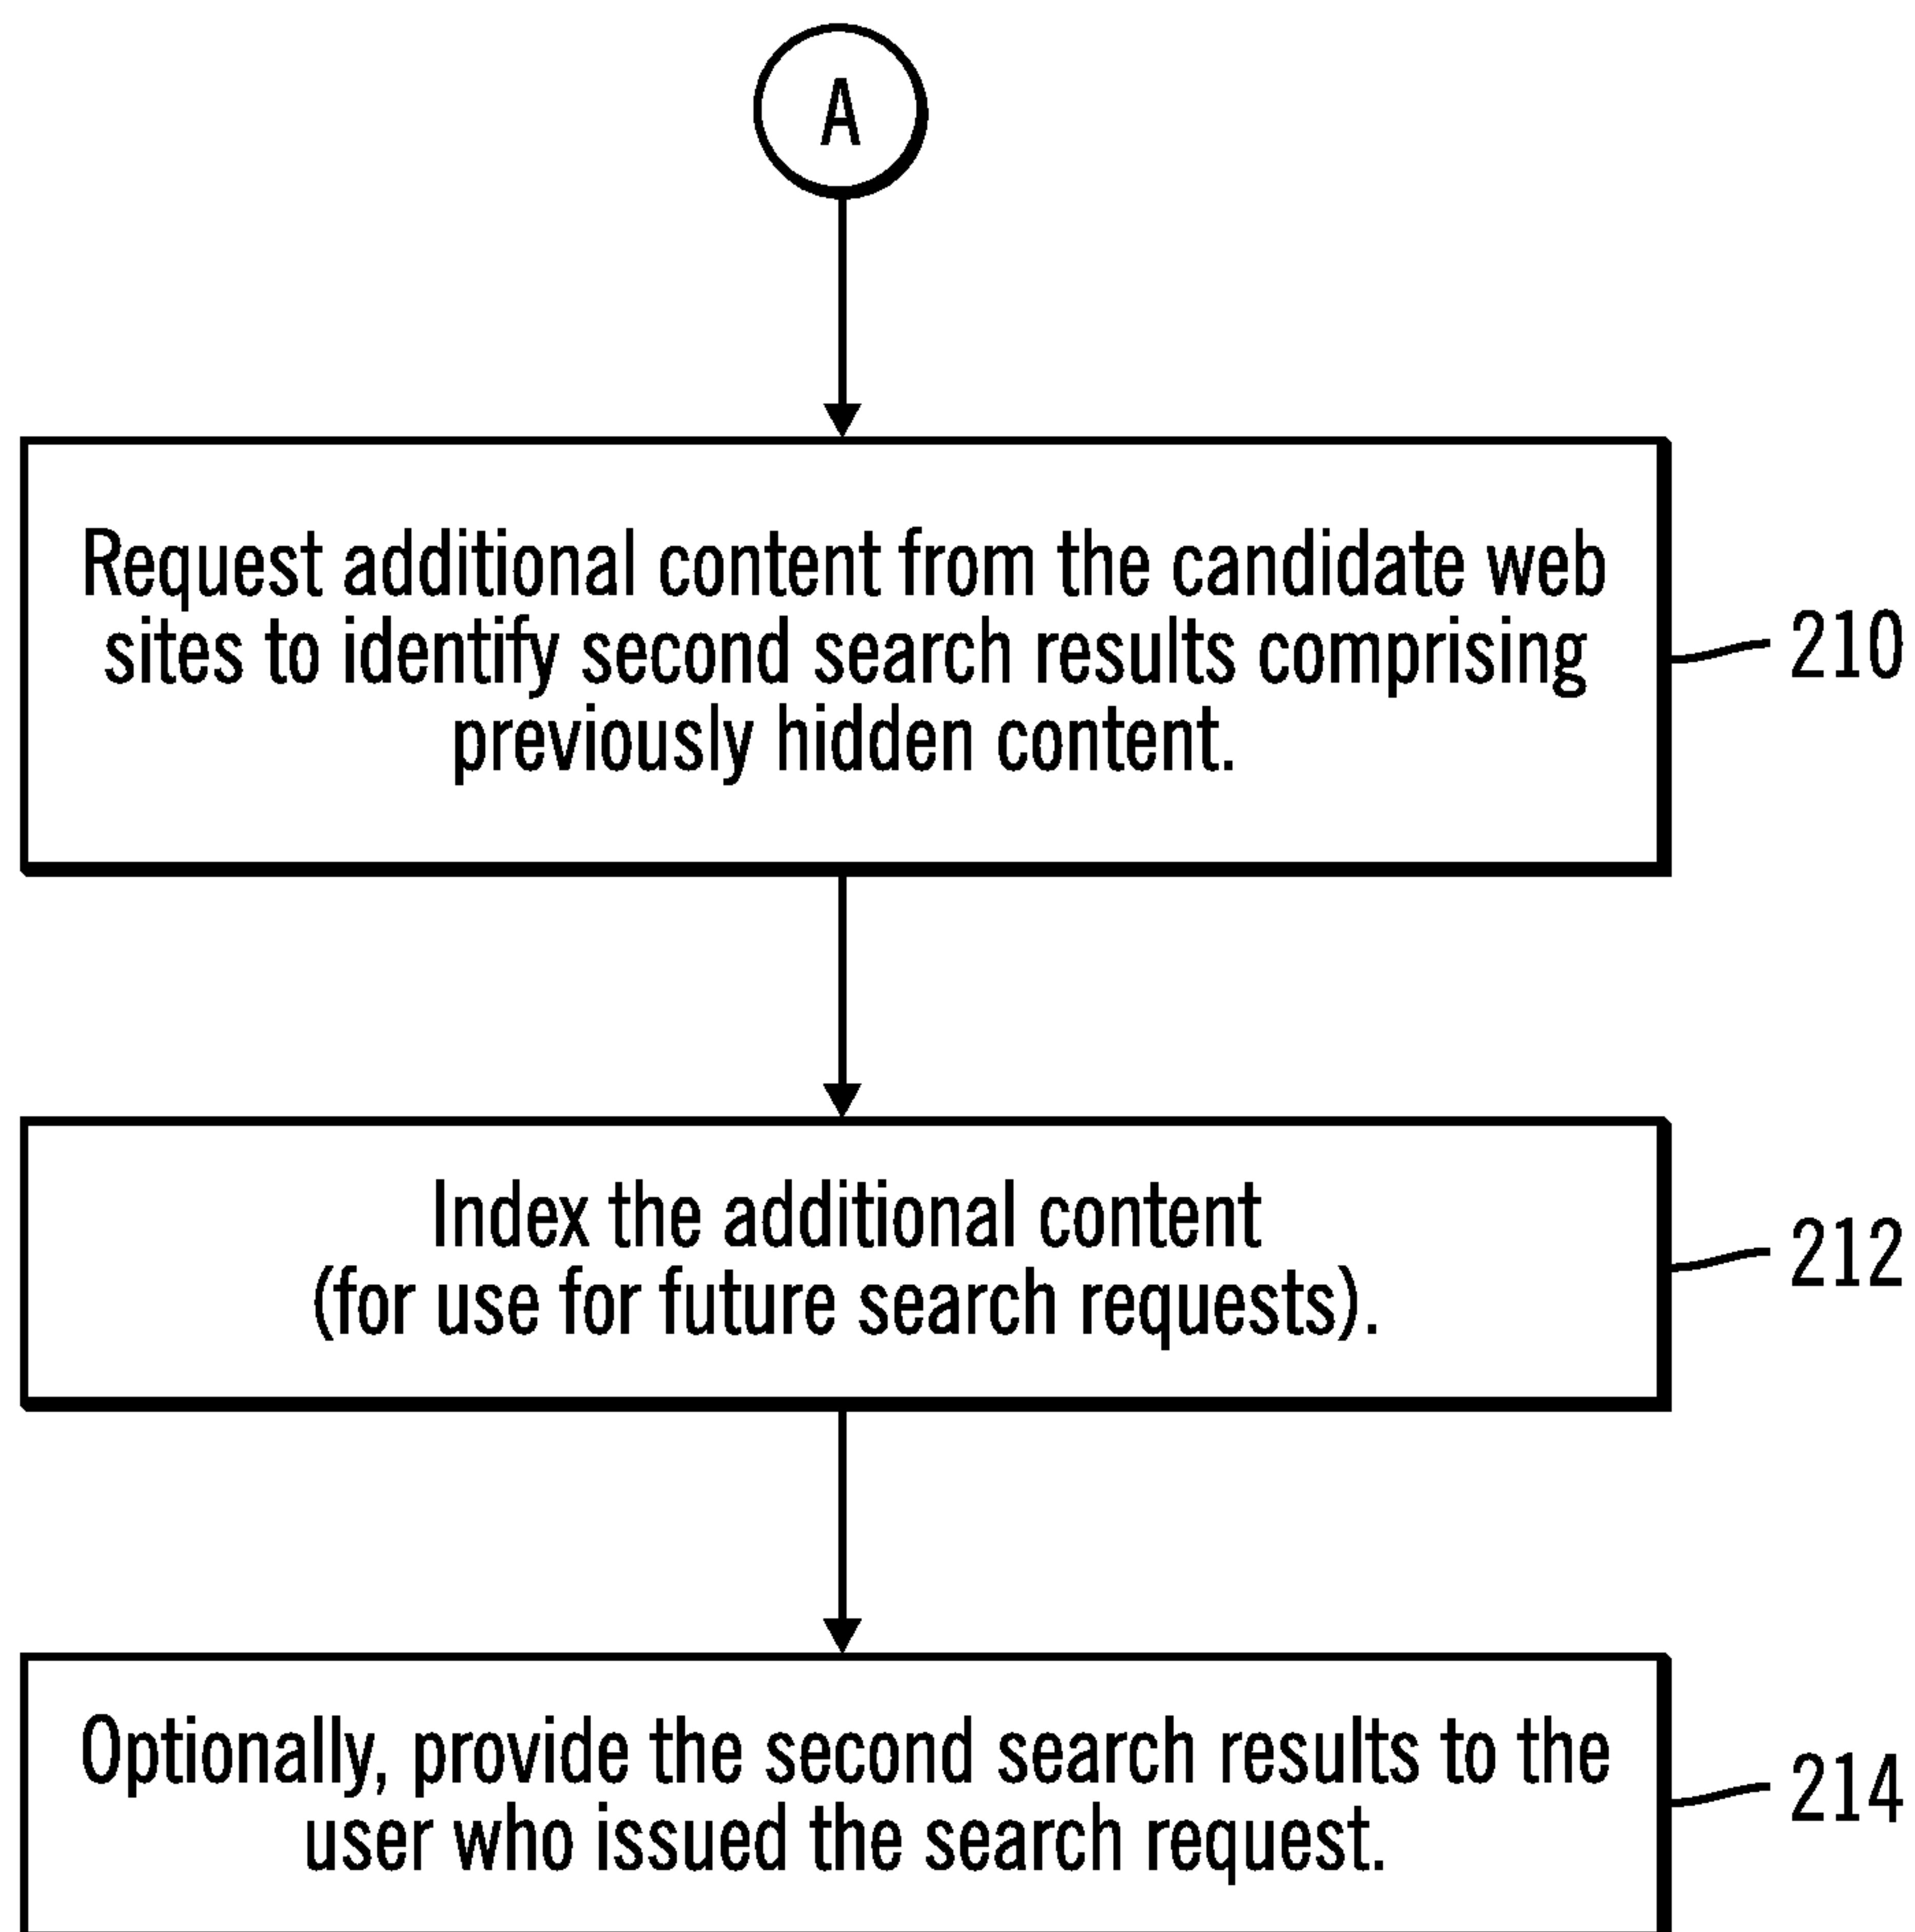 A
Request additional content from the candidate web
sites to identify second search results comprising
previously hidden content.
210
Index the additional content
(for use for future search requests).
212
Optionally, provide the second search results to the
user who issued the search request.
214